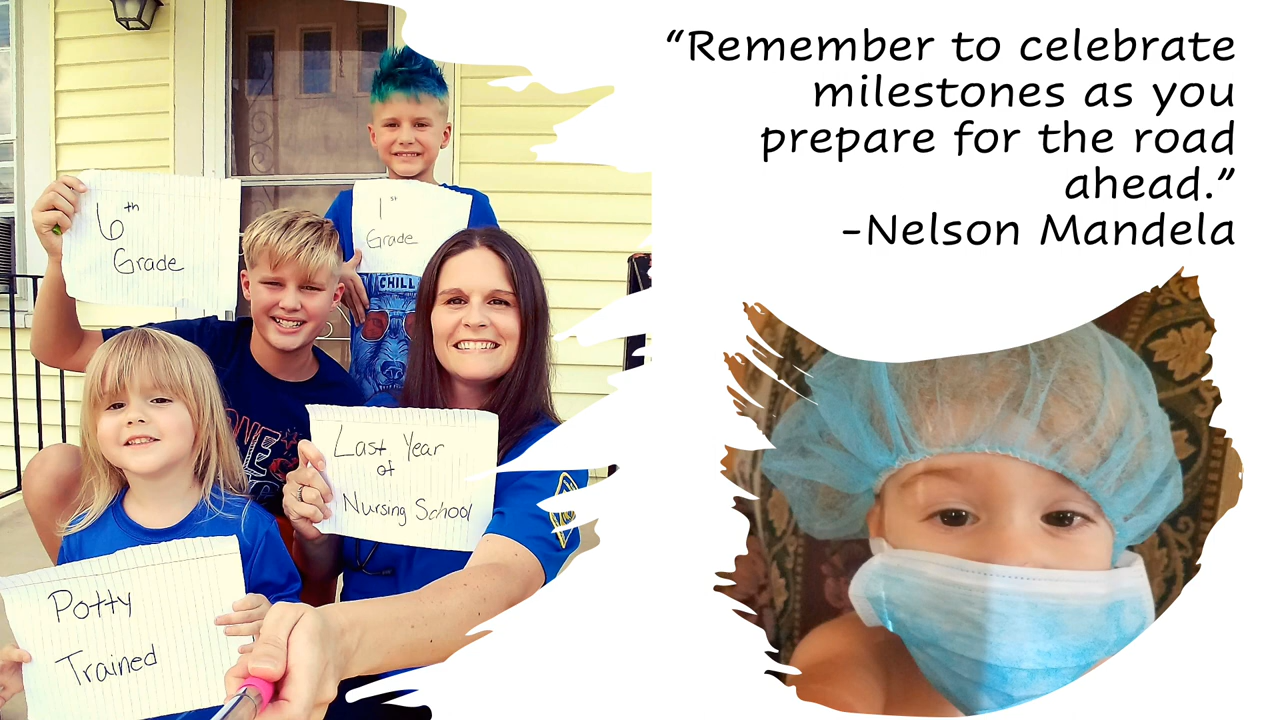 “Remember to celebrate
milestones as you
prepare for the road
ahead.”
-Nelson Mandela
6th
Grade
1st
Grade
CHILL
ONE
Last Year
of
Nursing School
Potty
Trained